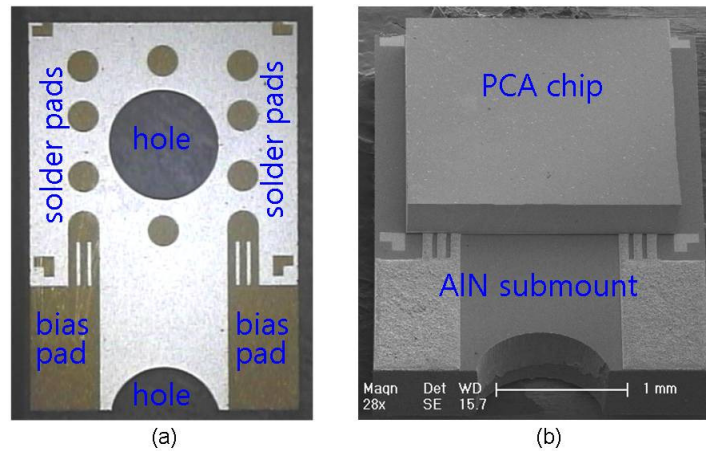 solder pads
solder pads
hole
bias
pad
bias
pad
hole
(a)
PCA chip
AlN submount
Magn
28x
Det
SE
WD
15.7
1 mm
(b)